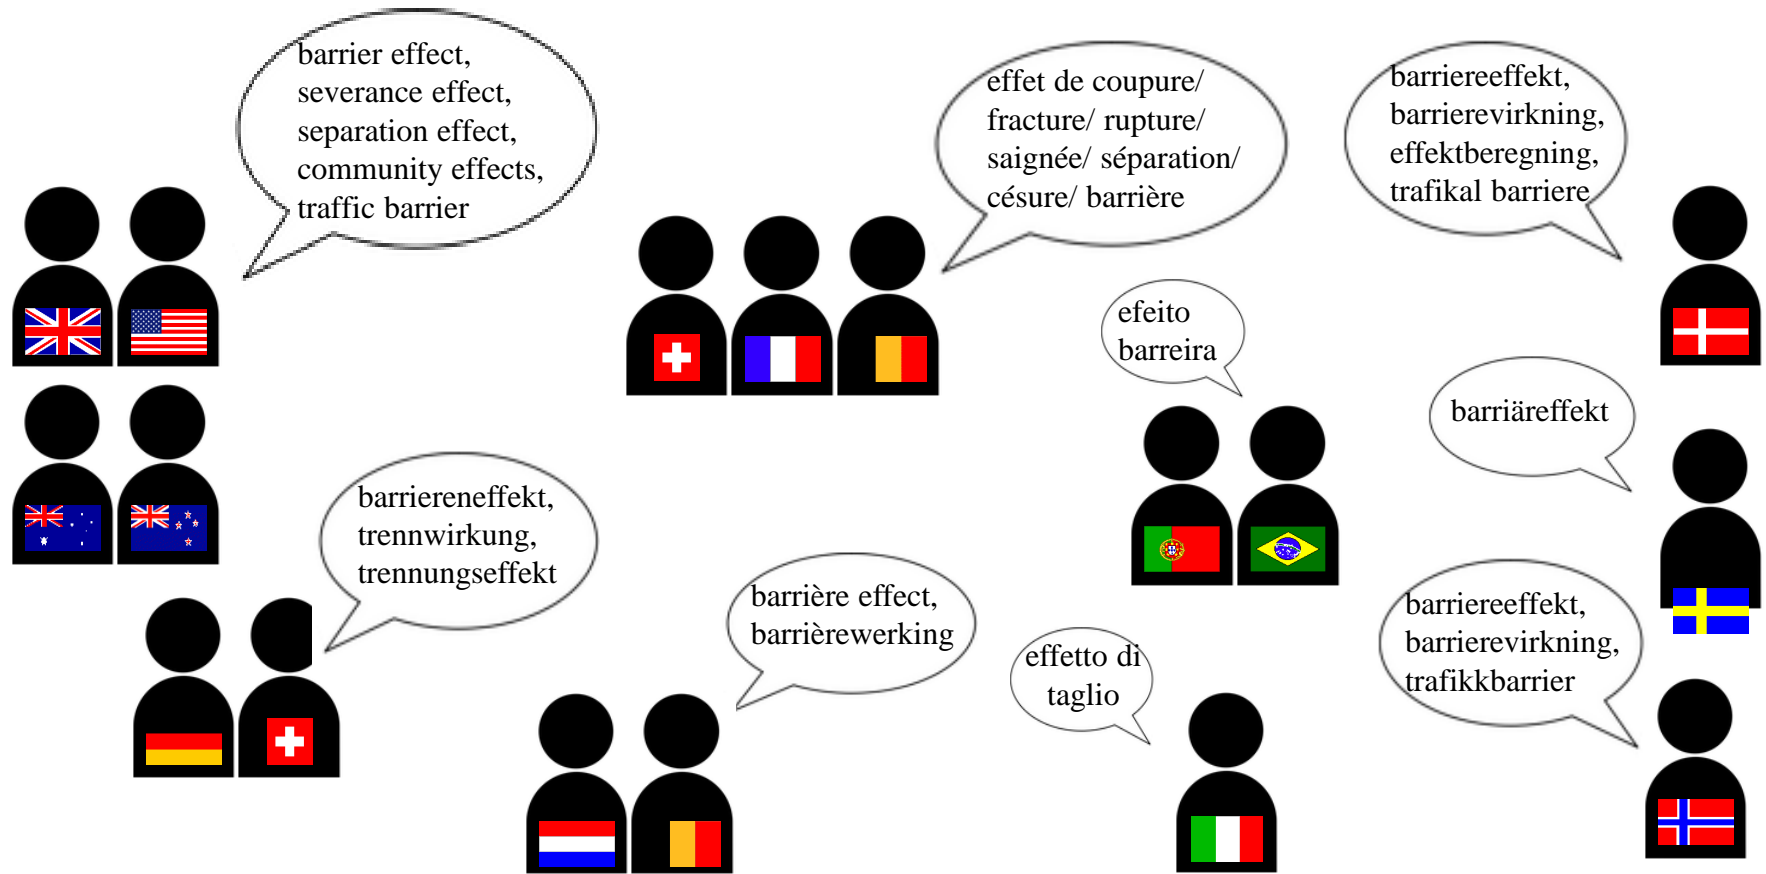 barrier effect,
severance effect,
separation effect,
community effects,
traffic barrier
effet de coupure/
fracture/ rupture/
saignée/ séparation/
césure/ barrière
barriereeffekt,
barrierevirkning,
effektberegning,
trafikal barriere
efeito
barreira
barriäreffekt
barriereneffekt,
trennwirkung,
trennungseffekt
barrière effect,
barrièrewerking
effetto di
taglio
barriereeffekt,
barrierevirkning,
trafikkbarrier